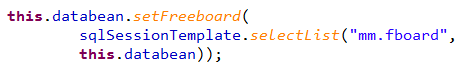 this.databean.setFreeboard(
sqlSessionTemplate.selectList("mm.fboard",
this.databean));